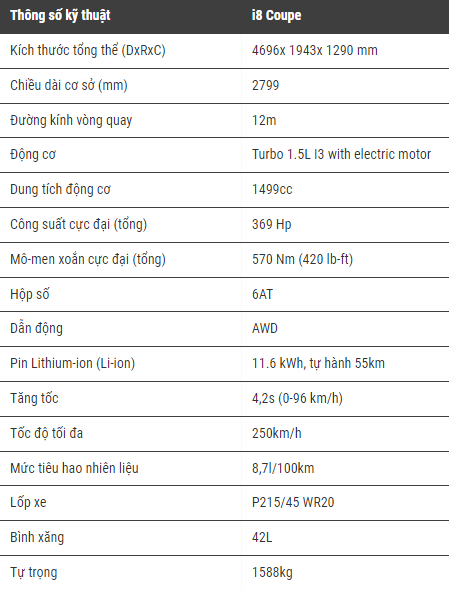 Thông số kỹ thuật i8 Coupe
Kích thước tổng thể (DxRxC) 4696x 1943x 1290 mm
Chiều dài cơ sở (mm) 2799
Đường kính vòng quay 12m
Động cơ Turbo 1.5L I3 with electric motor
Dung tích động cơ 1499cc
Công suất cực đại (tổng) 369 Hp
Mô-men xoắn cực đại (tổng) 570 Nm (420 lb-ft)
Hộp số 6AT
Dẫn động AWD
Pin Lithium-ion (Li-ion) 11.6 kWh, tự hành 55km
Tăng tốc 4,2s (0-96 km/h)
Tốc độ tối đa 250km/h
Mức tiêu hao nhiên liệu 8,7l/100km
Lốp xe P215/45 WR20
Bình xăng 42L
Tự trọng 1588kg